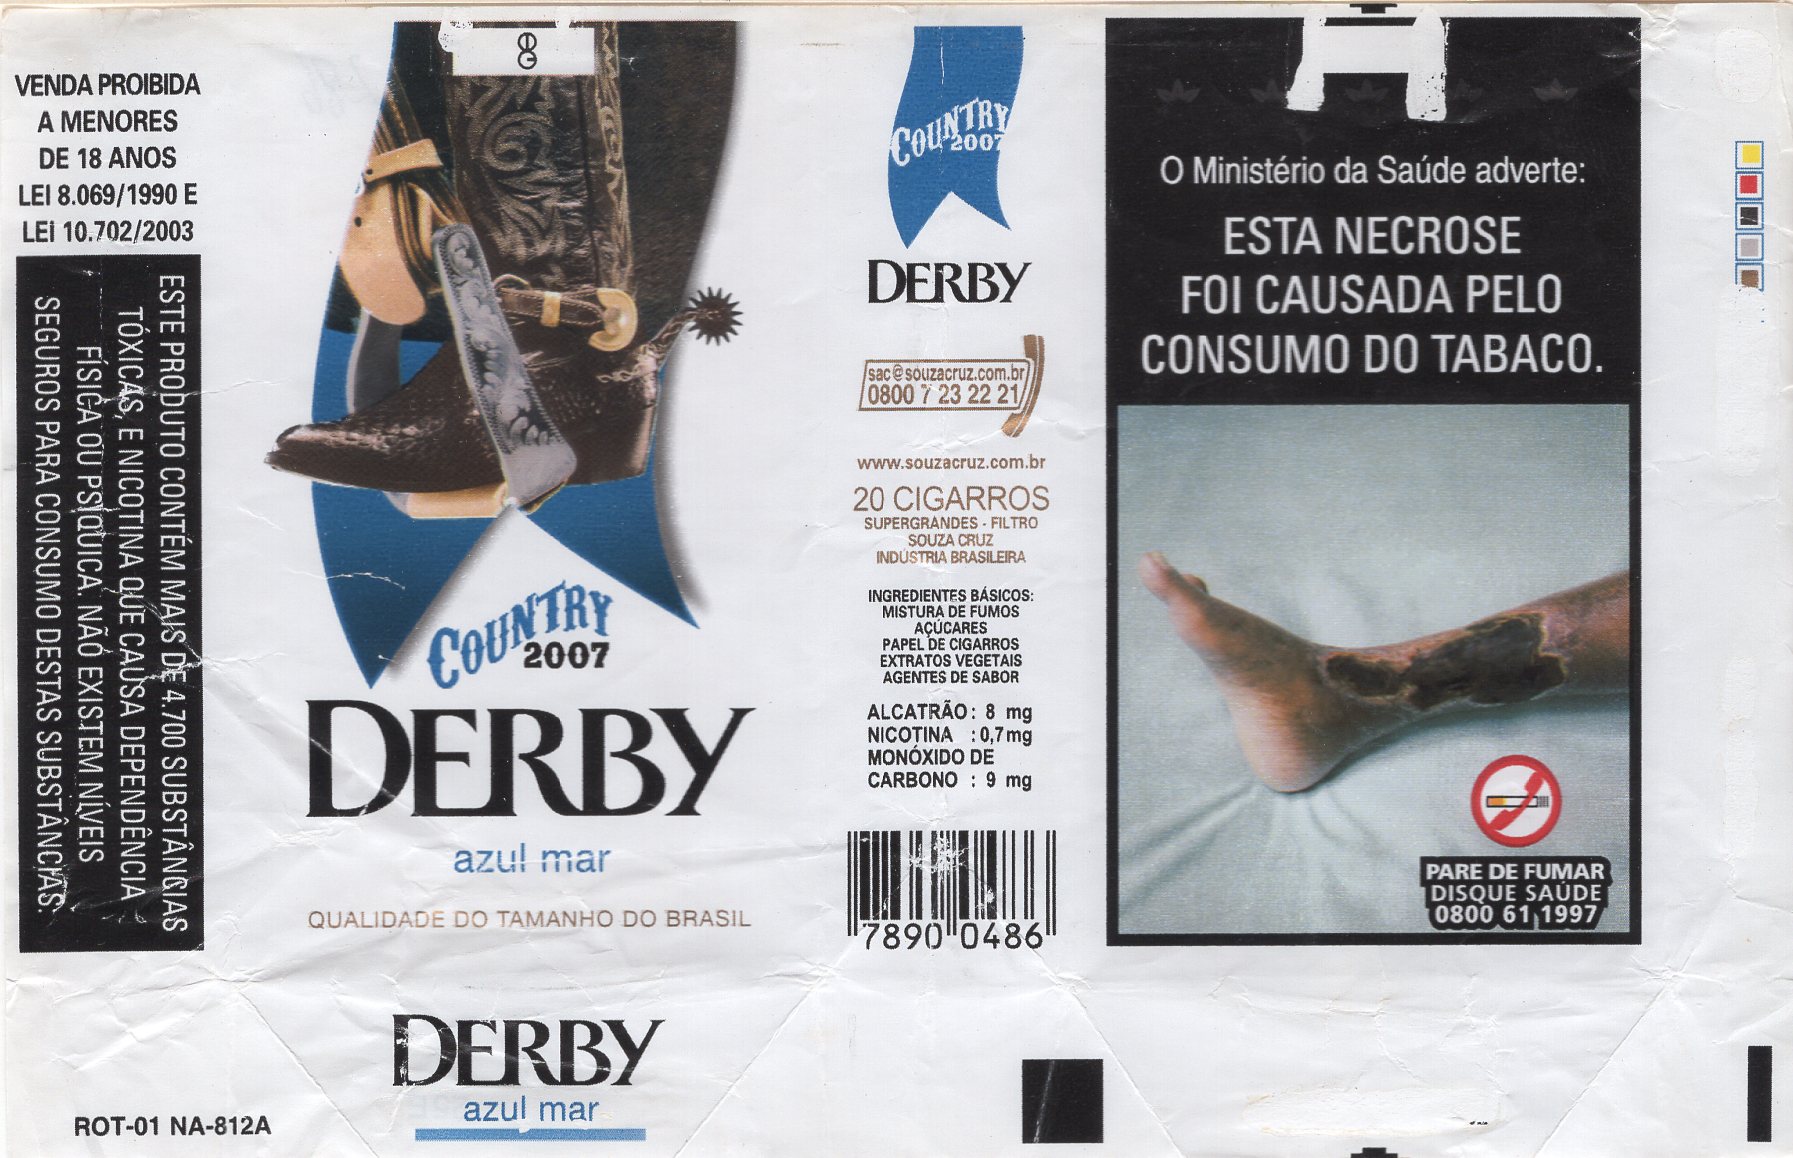 VENDA PROIBIDA
A MENORES
DE 18 ANOS
LEI 8.069/1990 E
LEI 10.702/2003
ESTE PRODUTO CONTÉM MAIS DE 4.700 SUBSTÂNCIAS
TÓXICAS, E NICOTINA QUE CAUSA DEPENDÊNCIA
FÍSICA OU PSÍQUICA. NÃO EXISTEM NÍVEIS
SEGUROS PARA CONSUMO DESTAS SUBSTÂNCIAS.
COUNTRY
2007
DERBY
azul mar
QUALIDADE DO TAMANHO DO BRASIL
DERBY
azul mar
ROT-01 NA-812A
COUNTRY
2007
DERBY
sac@souzacruz.com.br
0800 7 23 22 21
www.souzacruz.com.br
20 CIGARROS
SUPERGRANDES - FILTRO
SOUZA CRUZ
INDÚSTRIA BRASILEIRA
INGREDIENTES BÁSICOS:
MISTURA DE FUMOS
AÇÚCARES
PAPEL DE CIGARROS
EXTRATOS VEGETAIS
AGENTES DE SABOR
ALCATRÃO : 8 mg
NICOTINA : 0,7mg
MONÓXIDO DE
CARBONO : 9 mg
7890 0486
O Ministério da Saúde adverte:
ESTA NECROSE
FOI CAUSADA PELO
CONSUMO DO TABACO.
PARE DE FUMAR
DISQUE SAÚDE
0800 61 1997